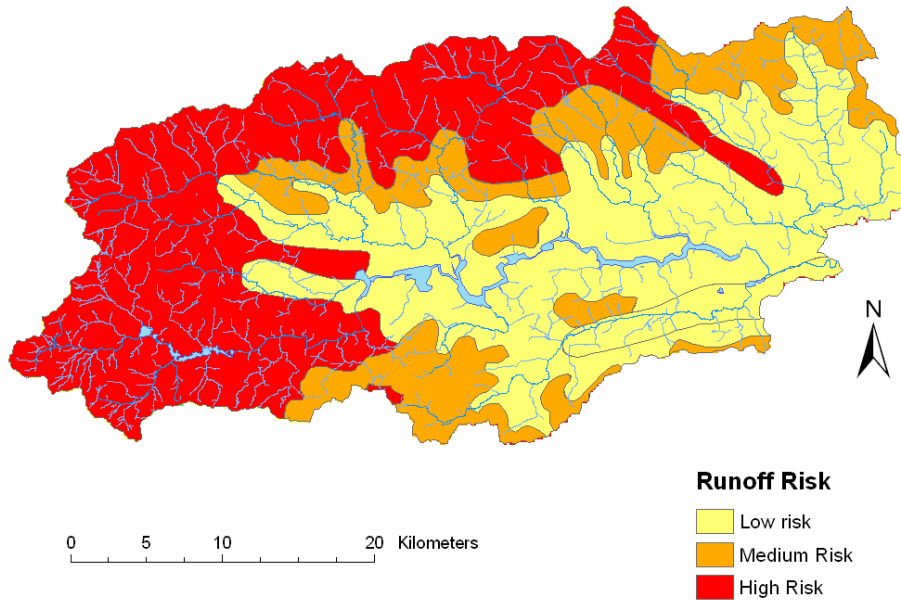 N
Runoff Risk
Low risk
Medium Risk
High Risk
0 5 10 20 Kilometers